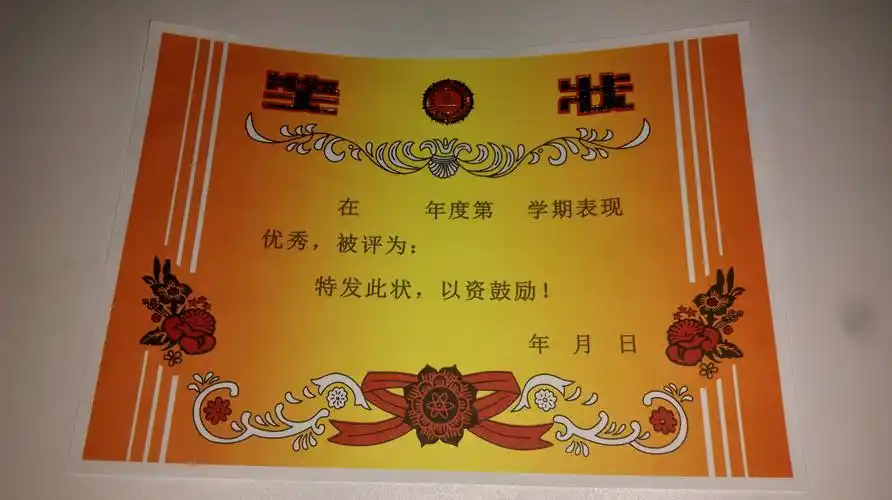 奖 状
在 年度第 学期表现
优秀，被评为：
特发此状，以资鼓励！
年 月 日